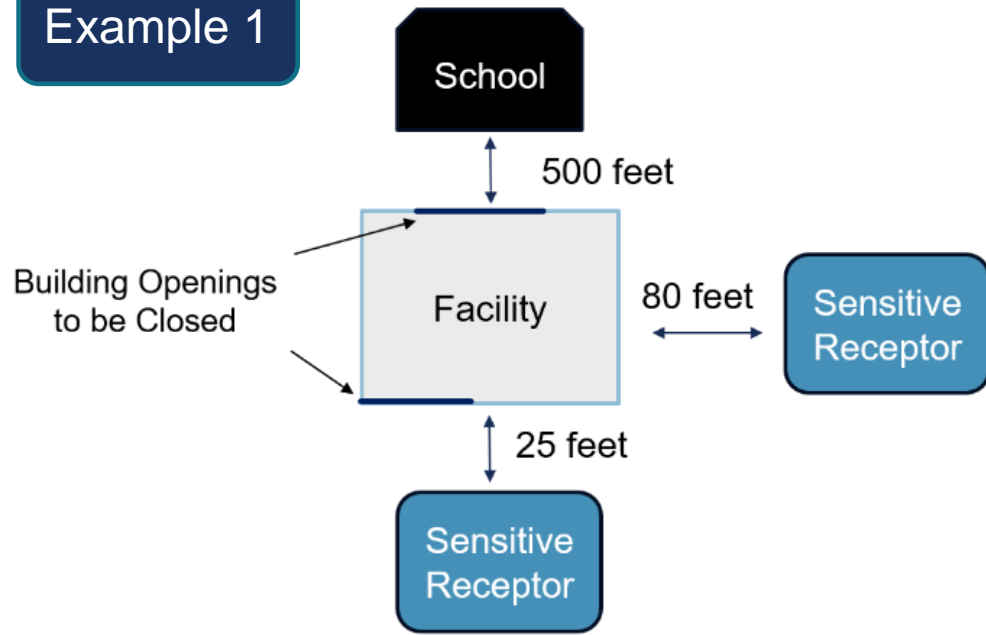 Example 1
School
500 feet
Building Openings
to be Closed
Facility
80 feet
Sensitive
Receptor
25 feet
Sensitive
Receptor